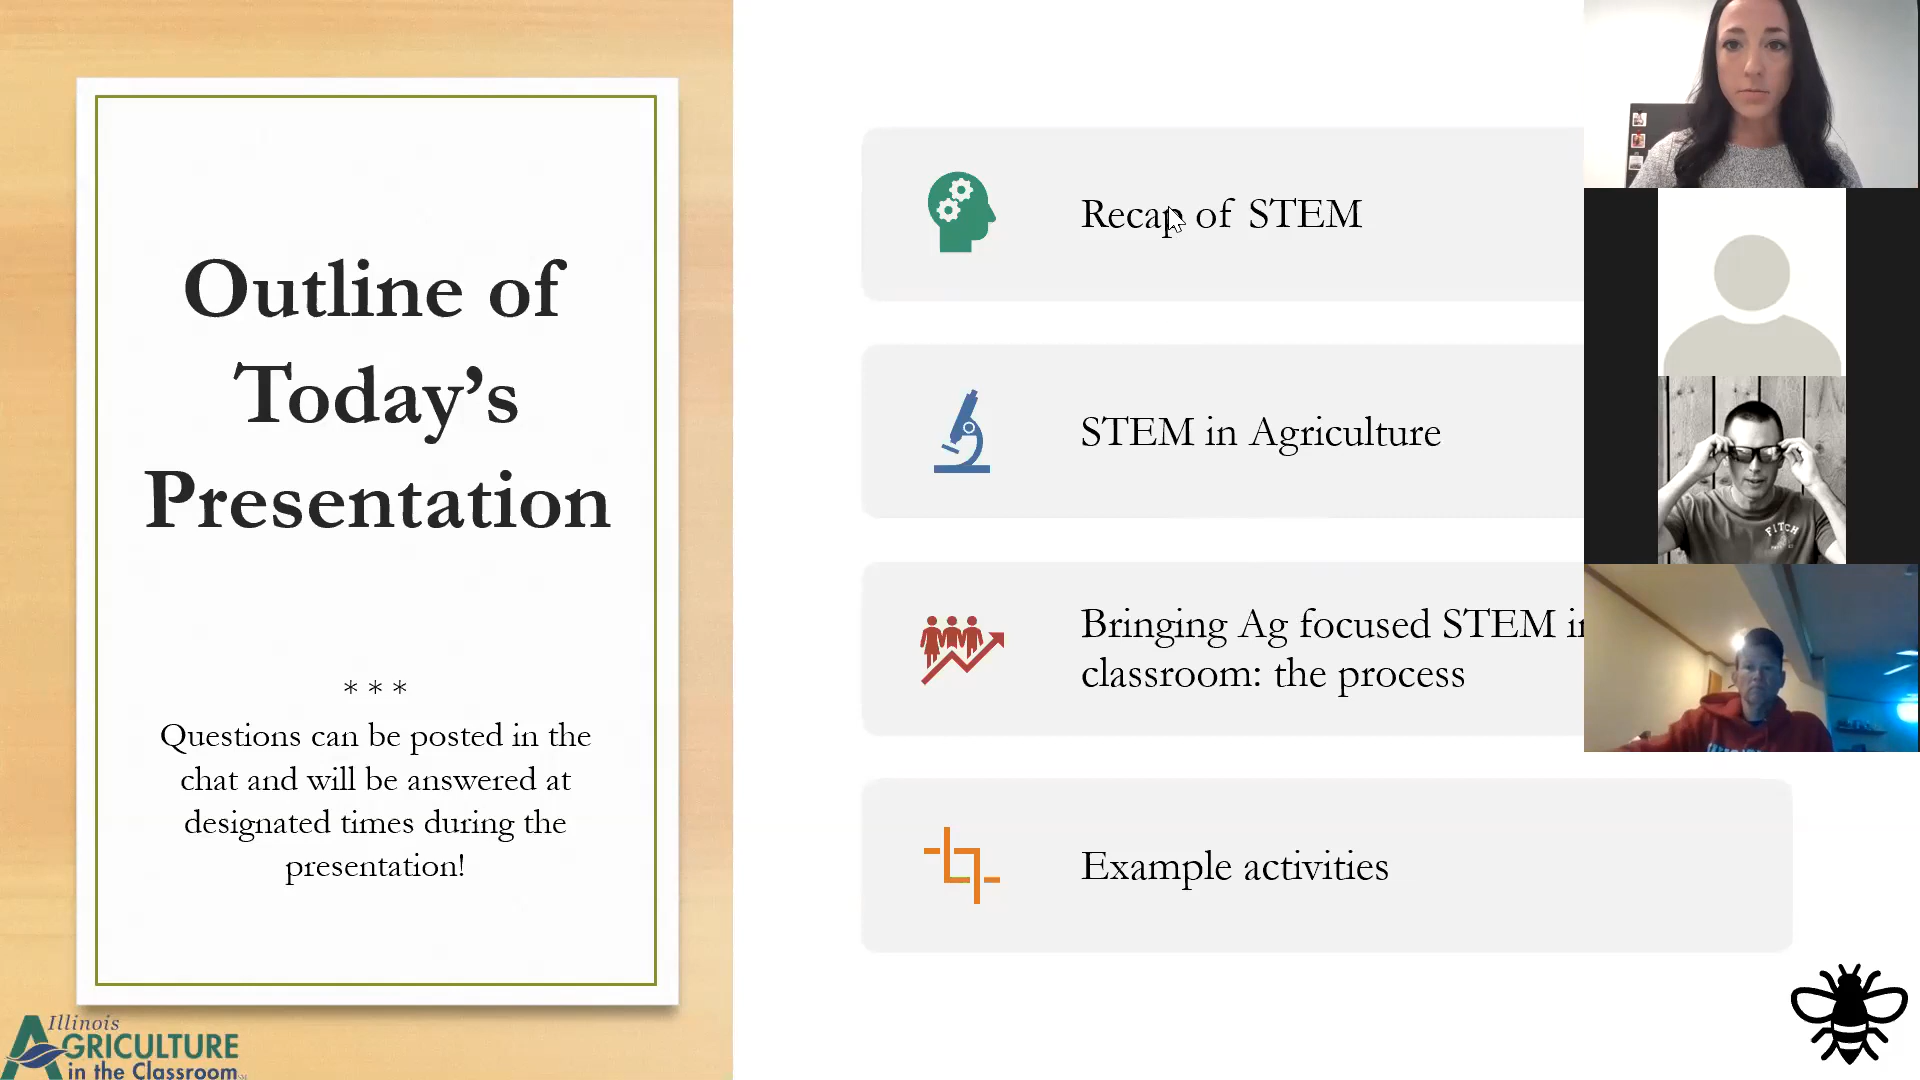 Outline of
Today’s
Presentation
* * *
Questions can be posted in the
chat and will be answered at
designated times during the
presentation!
Illinois
AGRICULTURE
in the Classroom
Recap of STEM
STEM in Agriculture
Bringing Ag focused STEM
classroom: the process
Example activities
FITCH